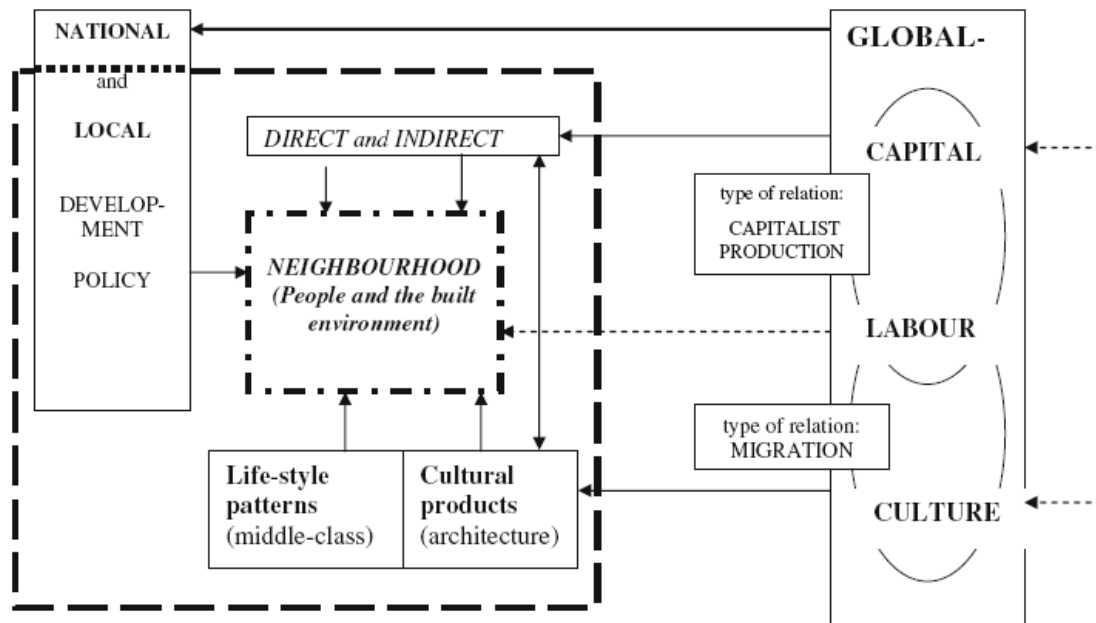 NATIONAL
and
LOCAL
DEVELOP-
MENT
POLICY
DIRECT and INDIRECT
NEIGHBOURHOOD
(People and the built
environment)
Life-style
patterns
(middle-class)
Cultural
products
(architecture)
GLOBAL-
CAPITAL
type of relation:
CAPITALIST
PRODUCTION
LABOUR
type of relation:
MIGRATION
CULTURE